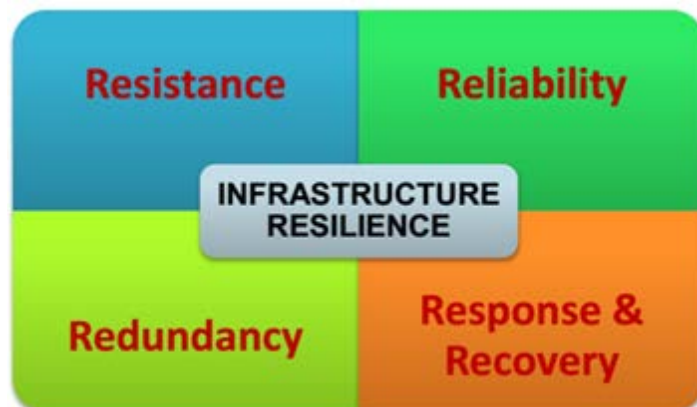 Resistance
Reliability
INFRASTRUCTURE
RESILIENCE
Redundancy
Response &
Recovery